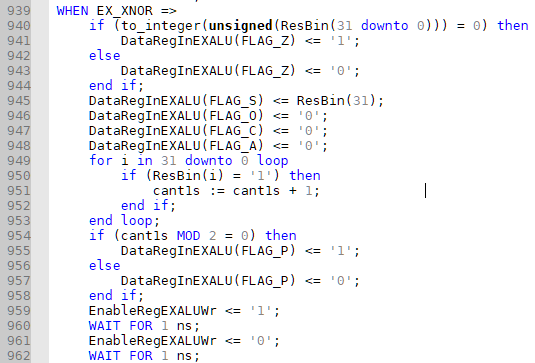 939 WHEN EX_XNOR =>
940 if (to_integer(unsigned(ResBin(31 downto 0))) = 0) then
941 DataRegInEXALU(FLAG_Z) <= '1';
942 else
943 DataRegInEXALU(FLAG_Z) <= '0';
944 end if;
945 DataRegInEXALU(FLAG_S) <= ResBin(31);
946 DataRegInEXALU(FLAG_O) <= '0';
947 DataRegInEXALU(FLAG_C) <= '0';
948 DataRegInEXALU(FLAG_A) <= '0';
949 for i in 31 downto 0 loop
950 if (ResBin(i) = '1') then
951 cant1s := cant1s + 1;
952 end if;
953 end loop;
954 if (cant1s MOD 2 = 0) then
955 DataRegInEXALU(FLAG_P) <= '1';
956 else
957 DataRegInEXALU(FLAG_P) <= '0';
958 end if;
959 EnableRegEXALUWr <= '1';
960 WAIT FOR 1 ns;
961 EnableRegEXALUWr <= '0';
962 WAIT FOR 1 ns;